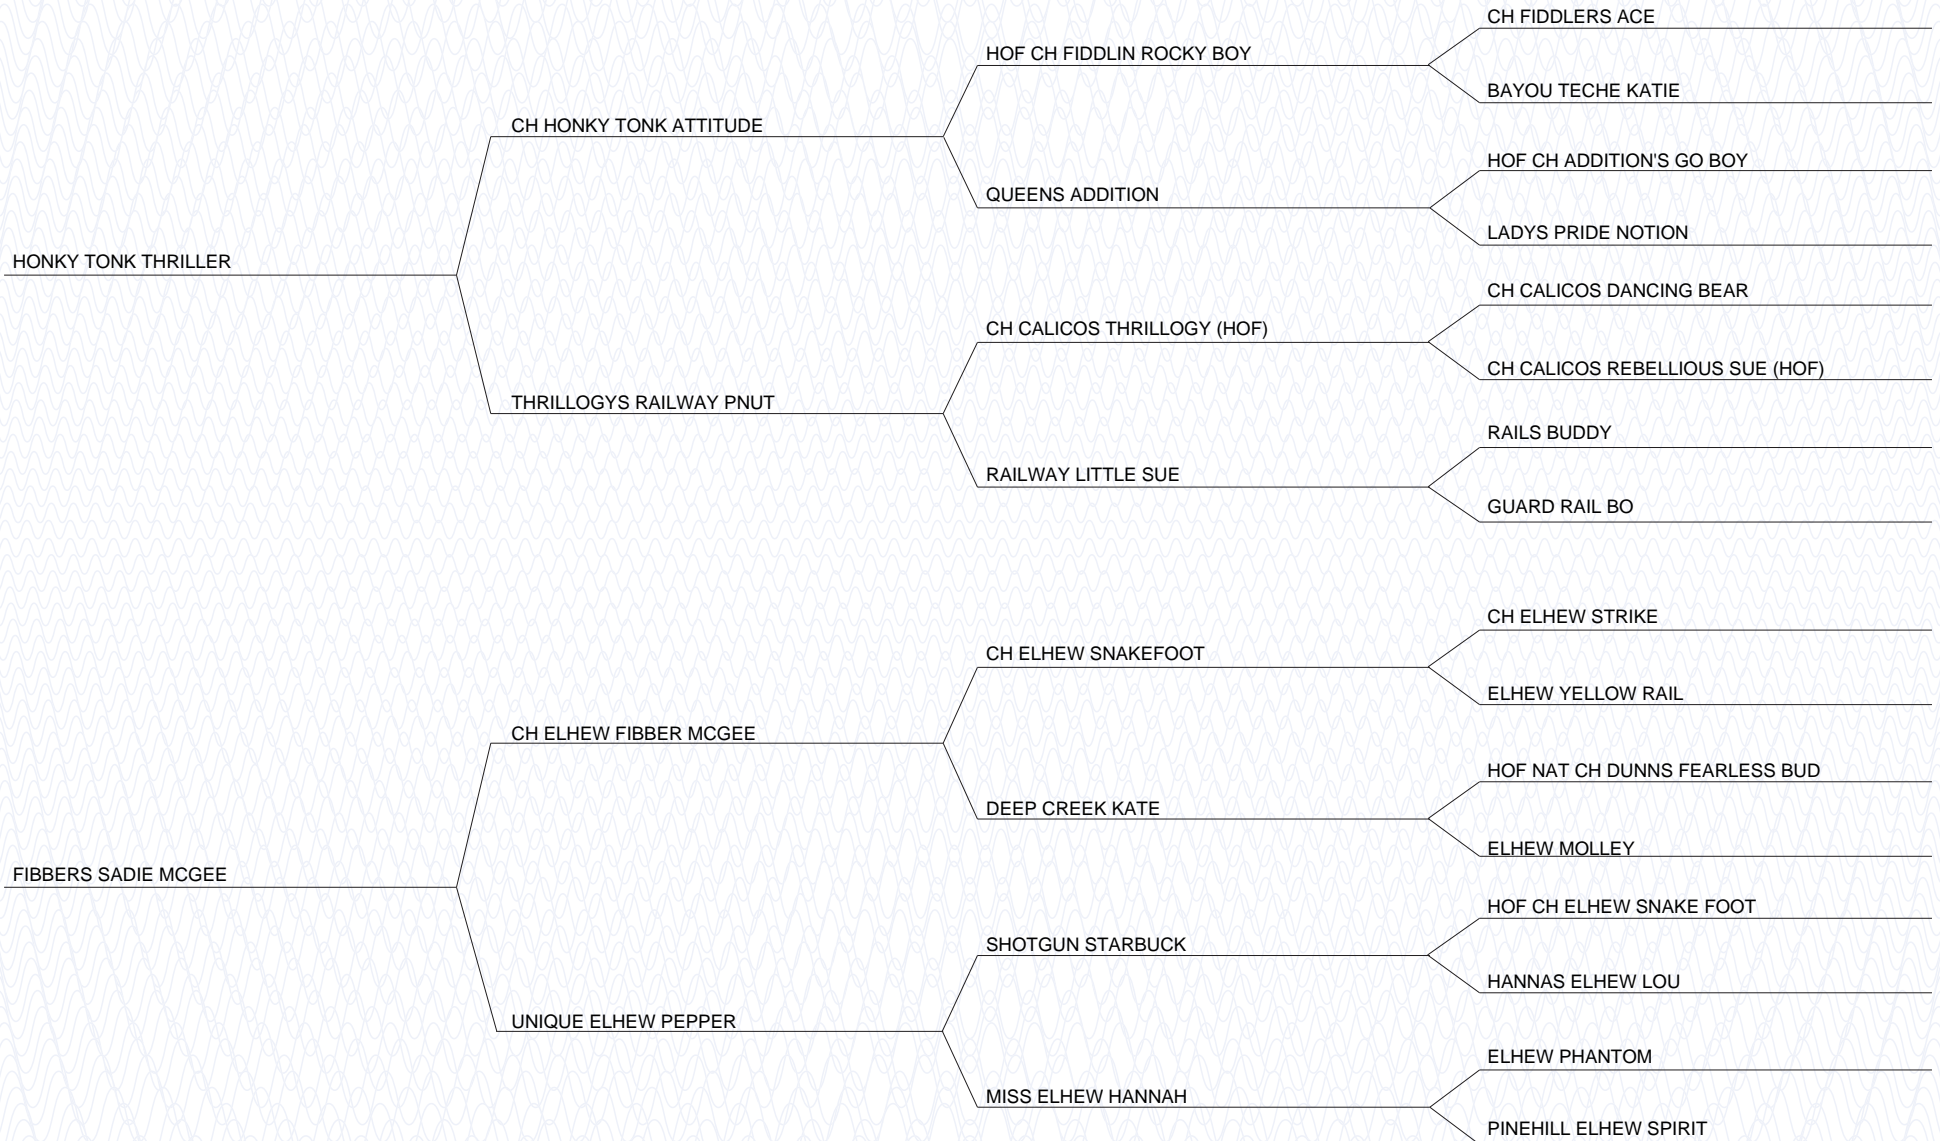 CH FIDDLERS ACE
HOF CH FIDDLIN ROCKY BOY
BAYOU TECHE KATIE
CH HONKY TONK ATTITUDE
HOF CH ADDITION'S GO BOY
QUEENS ADDITION
LADYS PRIDE NOTION
HONKY TONK THRILLER
CH CALICOS DANCING BEAR
CH CALICOS THRILLOGY (HOF)
CH CALICOS REBELLIOUS SUE (HOF)
THRILLOGYS RAILWAY PNUT
RAILS BUDDY
RAILWAY LITTLE SUE
GUARD RAIL BO
CH ELHEW STRIKE
CH ELHEW SNAKEFOOT
ELHEW YELLOW RAIL
CH ELHEW FIBBER MCGEE
HOF NAT CH DUNNS FEARLESS BUD
DEEP CREEK KATE
ELHEW MOLLEY
FIBBERS SADIE MCGEE
HOF CH ELHEW SNAKE FOOT
SHOTGUN STARBUCK
HANNAS ELHEW LOU
UNIQUE ELHEW PEPPER
ELHEW PHANTOM
MISS ELHEW HANNAH
PINEHILL ELHEW SPIRIT